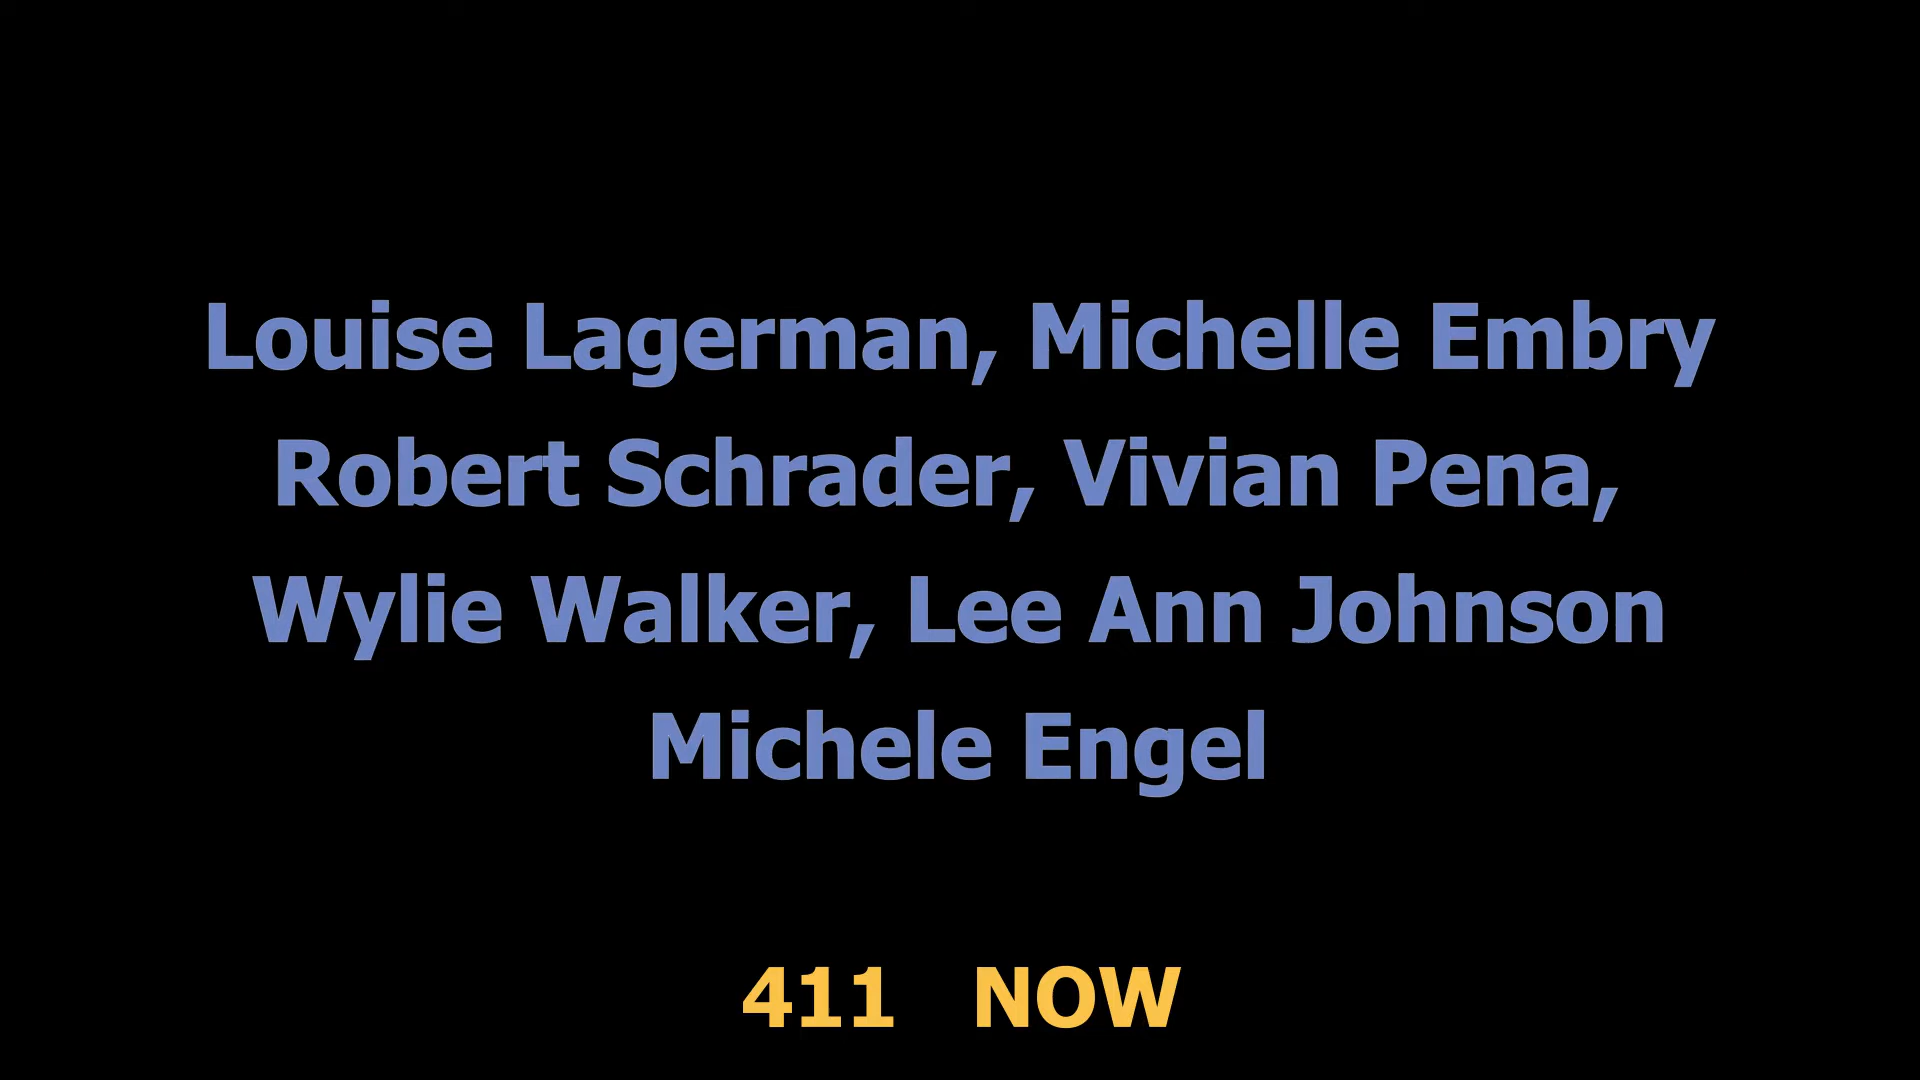 Louise Lagerman, Michelle Embry
Robert Schrader, Vivian Pena,
Wylie Walker, Lee Ann Johnson
Michele Engel
411 NOW